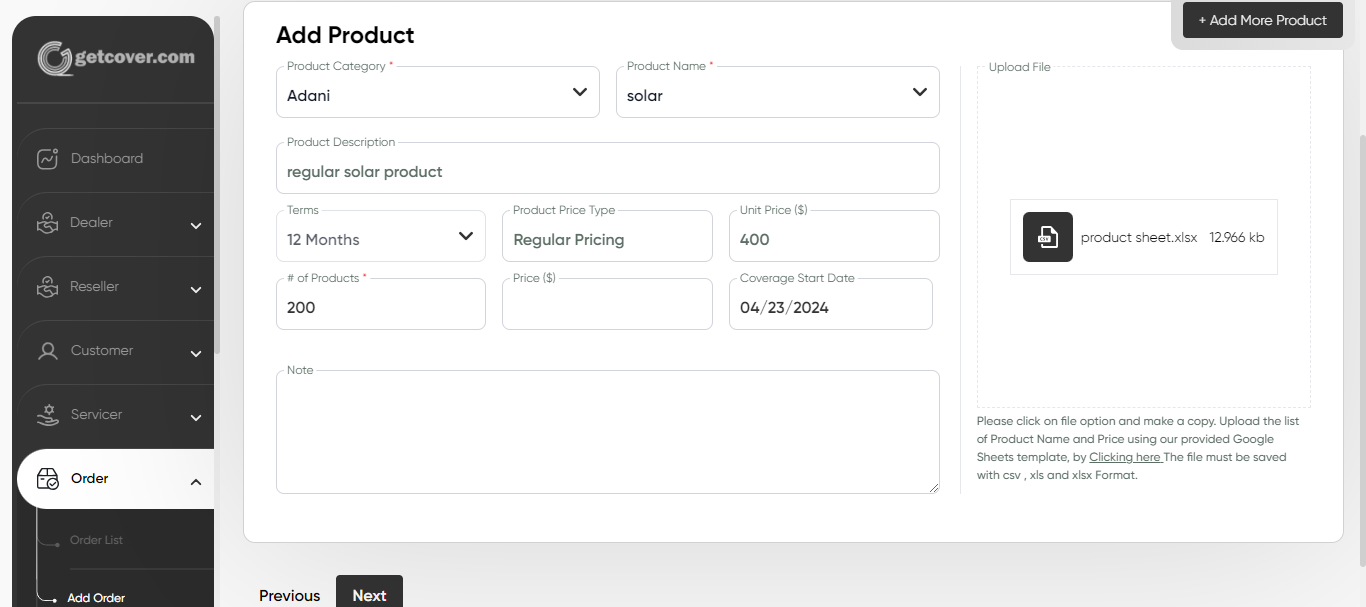 getcover.com
Dashboard
Dealer
Reseller
Customer
Servicer
Order
Order List
Add Order
+ Add More Product
Add Product
Product Category *
Adani
Product Name *
solar
Product Description
regular solar product
Terms
12 Months
Product Price Type
Regular Pricing
Unit Price ($)
400
# of Products *
200
Price ($)
Coverage Start Date
04/23/2024
Note
Upload File
CSV
product sheet.xlsx 12.966 kb
Please click on file option and make a copy. Upload the list
of Product Name and Price using our provided Google
Sheets template, by Clicking here The file must be saved
with csv , xls and xlsx Format.
Previous
Next